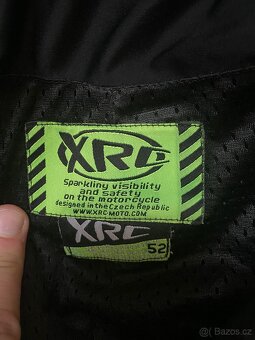 XRC
Sparkling visibility
and safety
on the motorcycle
designed in the Czech Republic
WWW.XRC-MOTO.COM
XRC
52
Bazos.cz